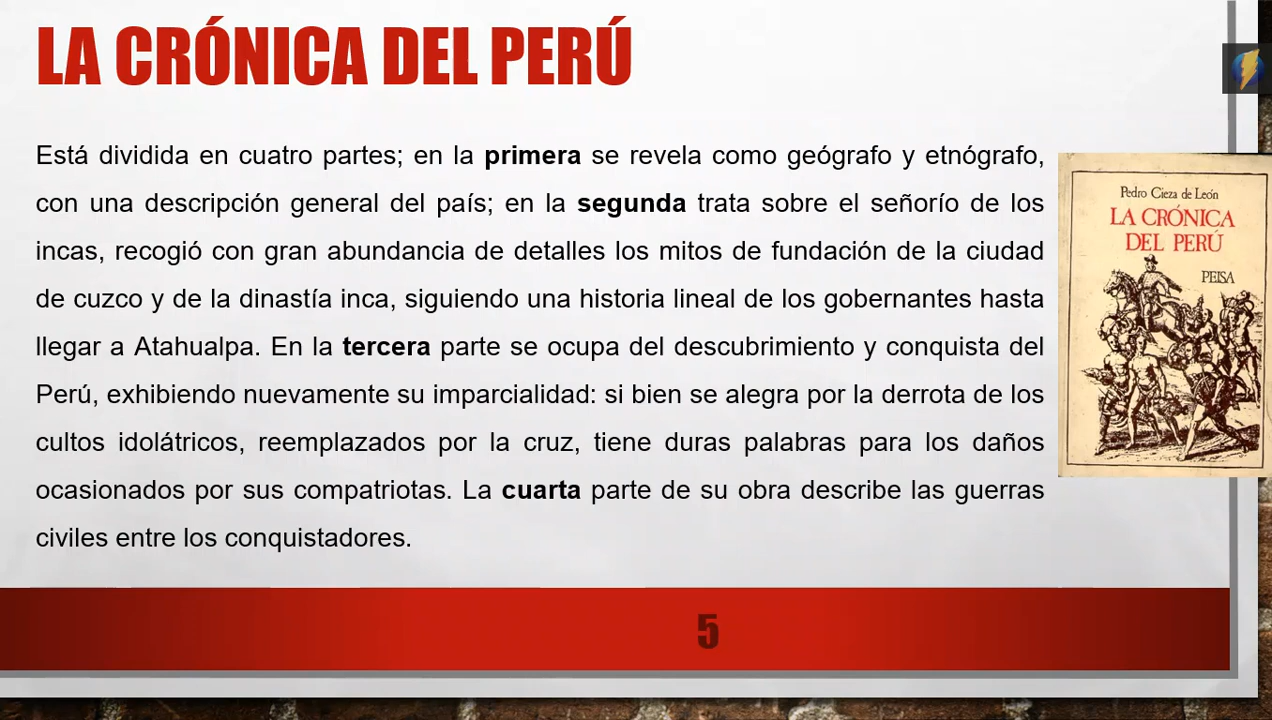 LA CRÓNICA DEL PERÚ
Está dividida en cuatro partes; en la primera se revela como geógrafo y etnógrafo,
con una descripción general del país; en la segunda trata sobre el señorío de los
incas, recogió con gran abundancia de detalles los mitos de fundación de la ciudad
de cuzco y de la dinastía inca, siguiendo una historia lineal de los gobernantes hasta
llegar a Atahualpa. En la tercera parte se ocupa del descubrimiento y conquista del
Perú, exhibiendo nuevamente su imparcialidad: si bien se alegra por la derrota de los
cultos idolátricos, reemplazados por la cruz, tiene duras palabras para los daños
ocasionados por sus compatriotas. La cuarta parte de su obra describe las guerras
civiles entre los conquistadores.
Pedro Cieza de León
LA CRÓNICA
DEL PERÚ
PEISA
5